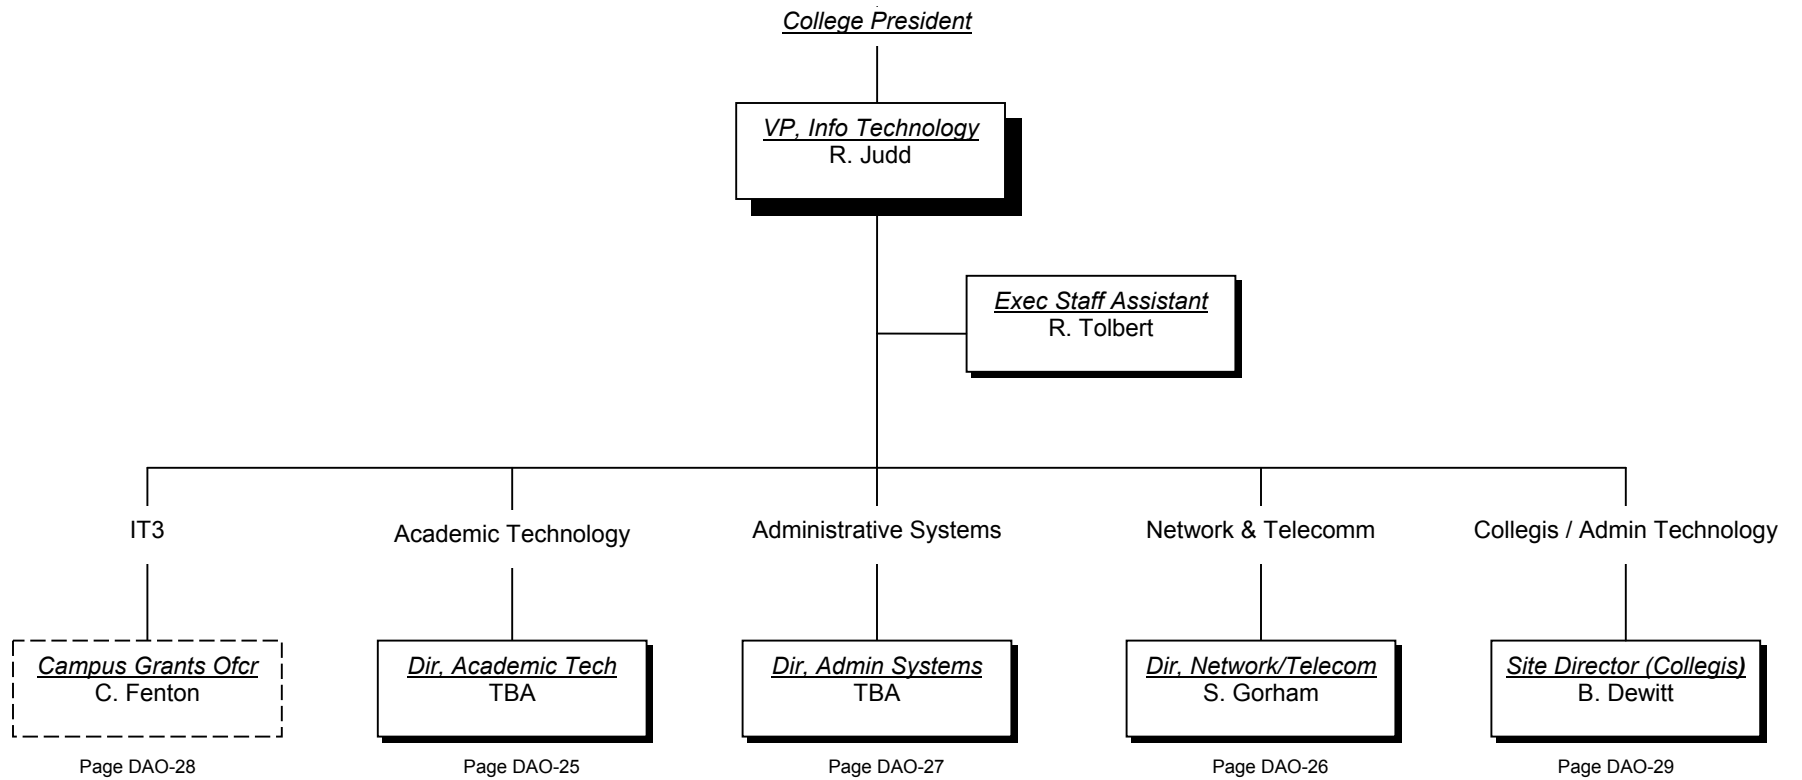 College President
VP, Info Technology
R. Judd
Exec Staff Assistant
R. Tolbert
IT3
Academic Technology
Administrative Systems
Network & Telecomm
Collegis / Admin Technology
Campus Grants Ofcr
C. Fenton
Dir, Academic Tech
TBA
Dir, Admin Systems
TBA
Dir, Network/Telecom
S. Gorham
Site Director (Collegis)
B. Dewitt
Page DAO-28
Page DAO-25
Page DAO-27
Page DAO-26
Page DAO-29